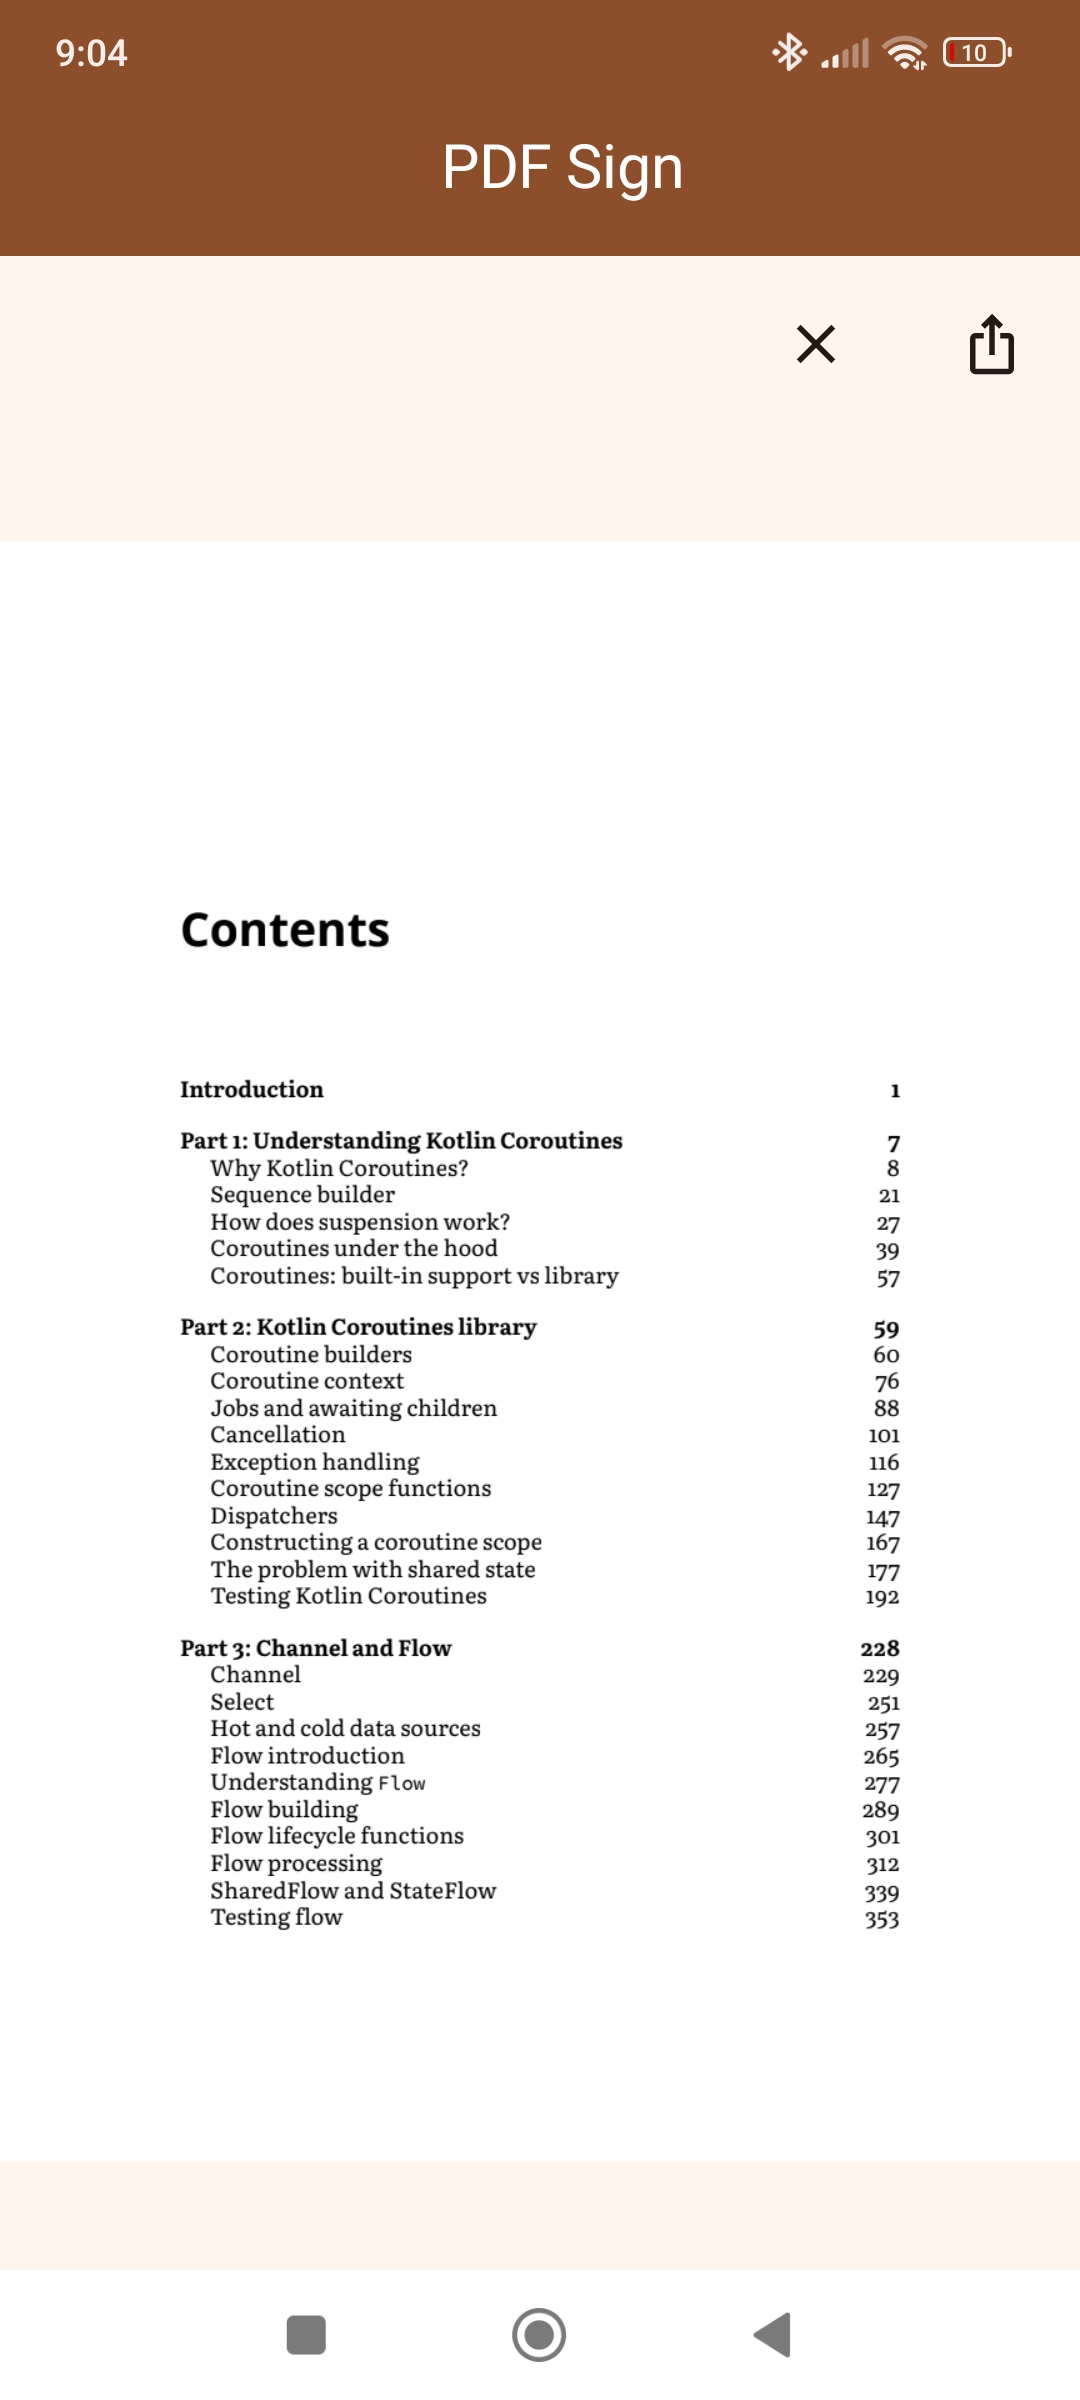 9:04
10
PDF Sign
Contents
Introduction 1
Part 1: Understanding Kotlin Coroutines 7
Why Kotlin Coroutines? 8
Sequence builder 21
How does suspension work? 27
Coroutines under the hood 39
Coroutines: built-in support vs library 57
Part 2: Kotlin Coroutines library 59
Coroutine builders 60
Coroutine context 76
Jobs and awaiting children 88
Cancellation 101
Exception handling 116
Coroutine scope functions 127
Dispatchers 147
Constructing a coroutine scope 167
The problem with shared state 177
Testing Kotlin Coroutines 192
Part 3: Channel and Flow 228
Channel 229
Select 251
Hot and cold data sources 257
Flow introduction 265
Understanding Flow 277
Flow building 289
Flow lifecycle functions 301
Flow processing 312
SharedFlow and StateFlow 339
Testing flow 353